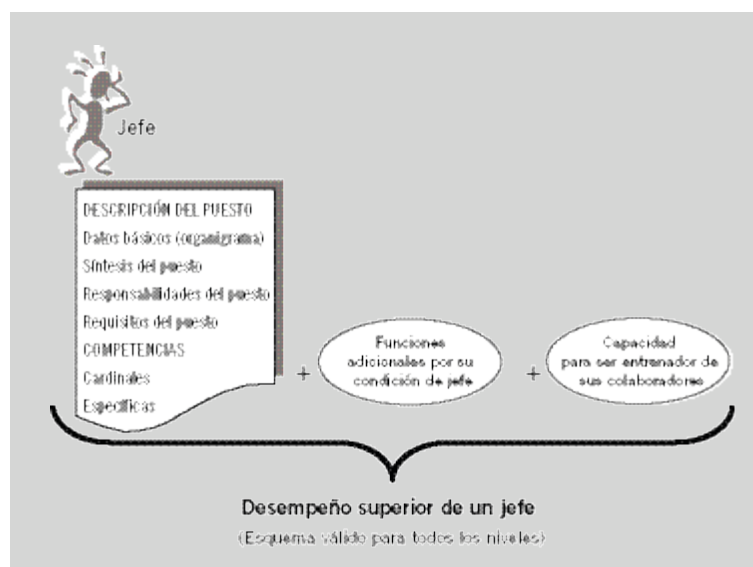 Jefe
DESCRIPCIÓN DEL PUESTO
Datos básicos (organigrama)
Síntesis del puesto
Responsabilidades del puesto
Requisitos del puesto
COMPETENCIAS
Cardinales
Específicas
+
Funciones
adicionales por su
condición de jefe
+
Capacidad
para ser entrenador de
sus colaboradores
Desempeño superior de un jefe
(Esquema válido para todos los niveles)